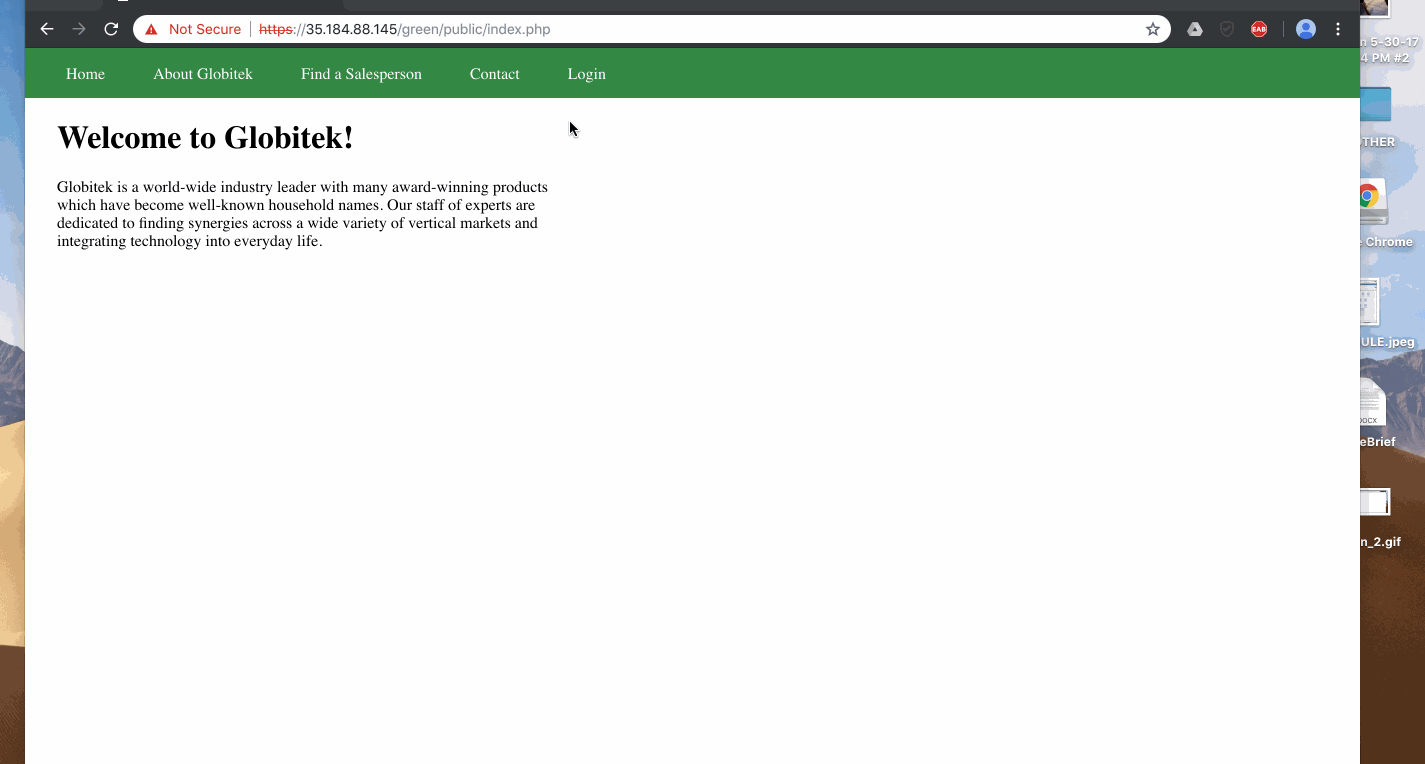 Not Secure https://35.184.88.145/green/public/index.php
EAB
Home About Globitek Find a Salesperson Contact Login
Welcome to Globitek!
Globitek is a world-wide industry leader with many award-winning products
which have become well-known household names. Our staff of experts are
dedicated to finding synergies across a wide variety of vertical markets and
integrating technology into everyday life.
n 5-30-17
4 PM #2
THER
e Chrome
ULE.jpeg
DOCX
eBrief
n_2.gif